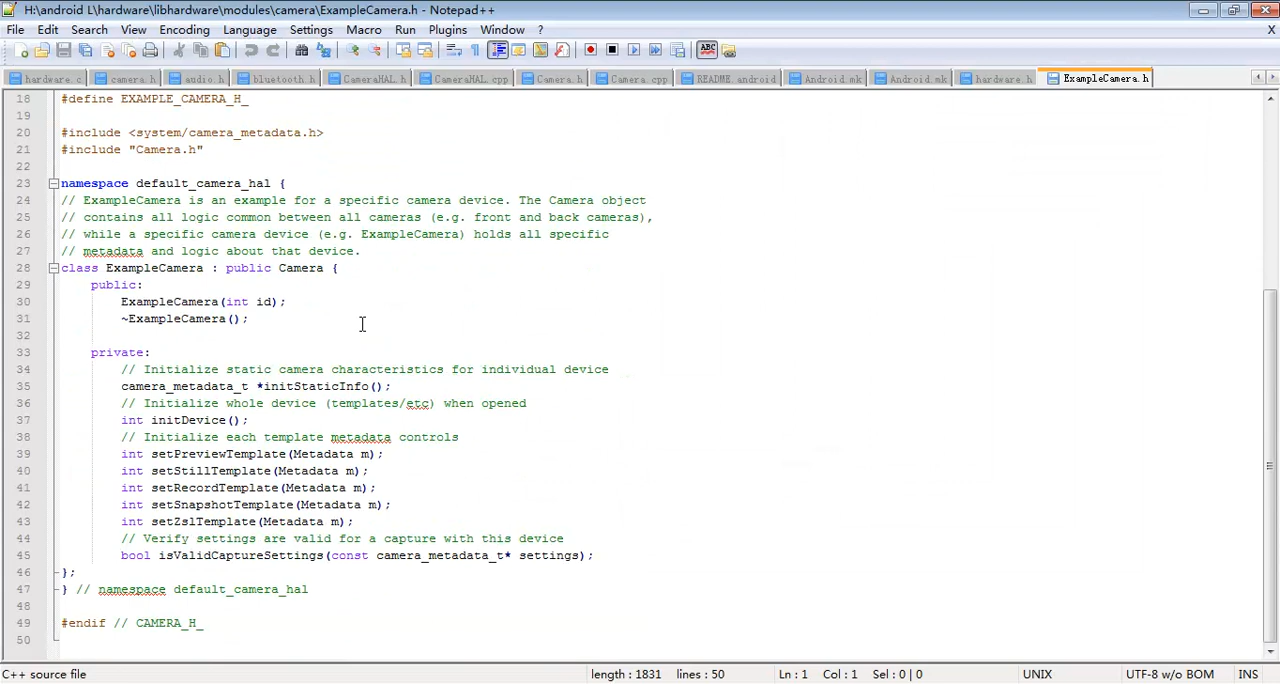 H:\android L\hardware\libhardware\modules\camera\ExampleCamera.h - Notepad++
File Edit Search View Encoding Language Settings Macro Run Plugins Window ? X
hardware.c camera.h audio.h bluetooth.h CameraHAL.h CameraHAL.cpp Camera.h Camera.cpp README.android Android.mk Android.mk hardware.h ExampleCamera.h
18 #define EXAMPLE_CAMERA_H_
19
20 #include <system/camera_metadata.h>
21 #include "Camera.h"
22
23 namespace default_camera_hal {
24 // ExampleCamera is an example for a specific camera device. The Camera object
25 // contains all logic common between all cameras (e.g. front and back cameras),
26 // while a specific camera device (e.g. ExampleCamera) holds all specific
27 // metadata and logic about that device.
28 class ExampleCamera : public Camera {
29 public:
30 ExampleCamera(int id);
31 ~ExampleCamera();
32
33 private:
34 // Initialize static camera characteristics for individual device
35 camera_metadata_t *initStaticInfo();
36 // Initialize whole device (templates/etc) when opened
37 int initDevice();
38 // Initialize each template metadata controls
39 int setPreviewTemplate(Metadata m);
40 int setStillTemplate(Metadata m);
41 int setRecordTemplate(Metadata m);
42 int setSnapshotTemplate(Metadata m);
43 int setZslTemplate(Metadata m);
44 // Verify settings are valid for a capture with this device
45 bool isValidCaptureSettings(const camera_metadata_t* settings);
46 };
47 } // namespace default_camera_hal
48
49 #endif // CAMERA_H_
50
C++ source file length : 1831 lines : 50 Ln : 1 Col : 1 Sel : 0 | 0 UNIX UTF-8 w/o BOM INS